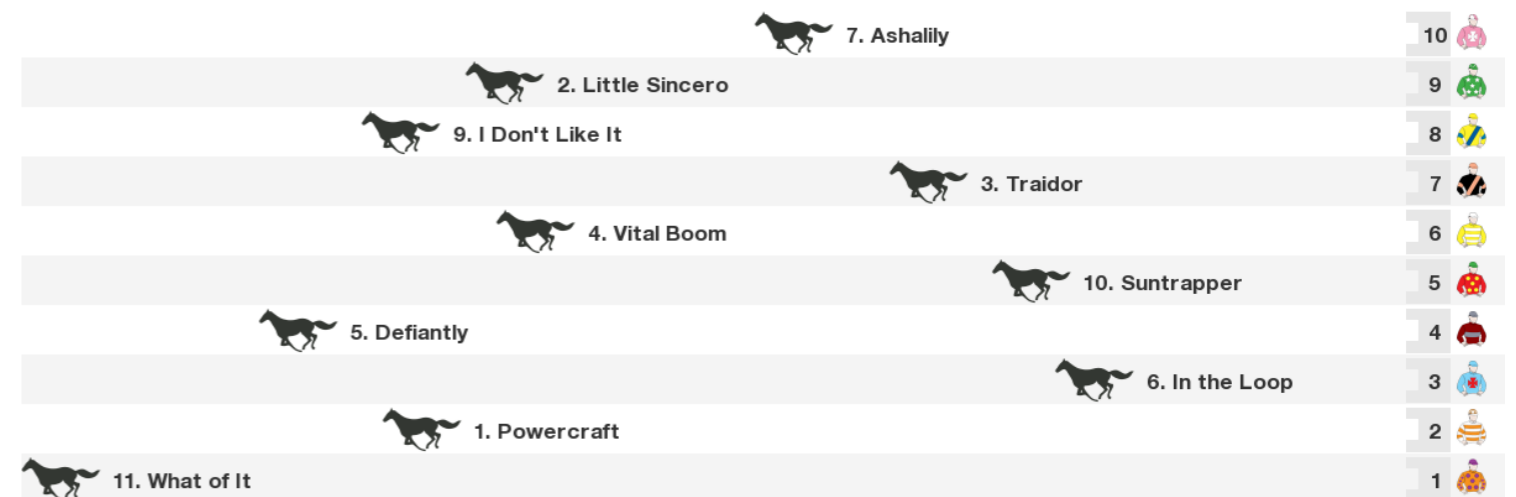 7. Ashalily 10
2. Little Sincero 9
9. I Don't Like It 8
3. Traidor 7
4. Vital Boom 6
10. Suntrapper 5
5. Defiantly 4
6. In the Loop 3
1. Powercraft 2
11. What of It 1